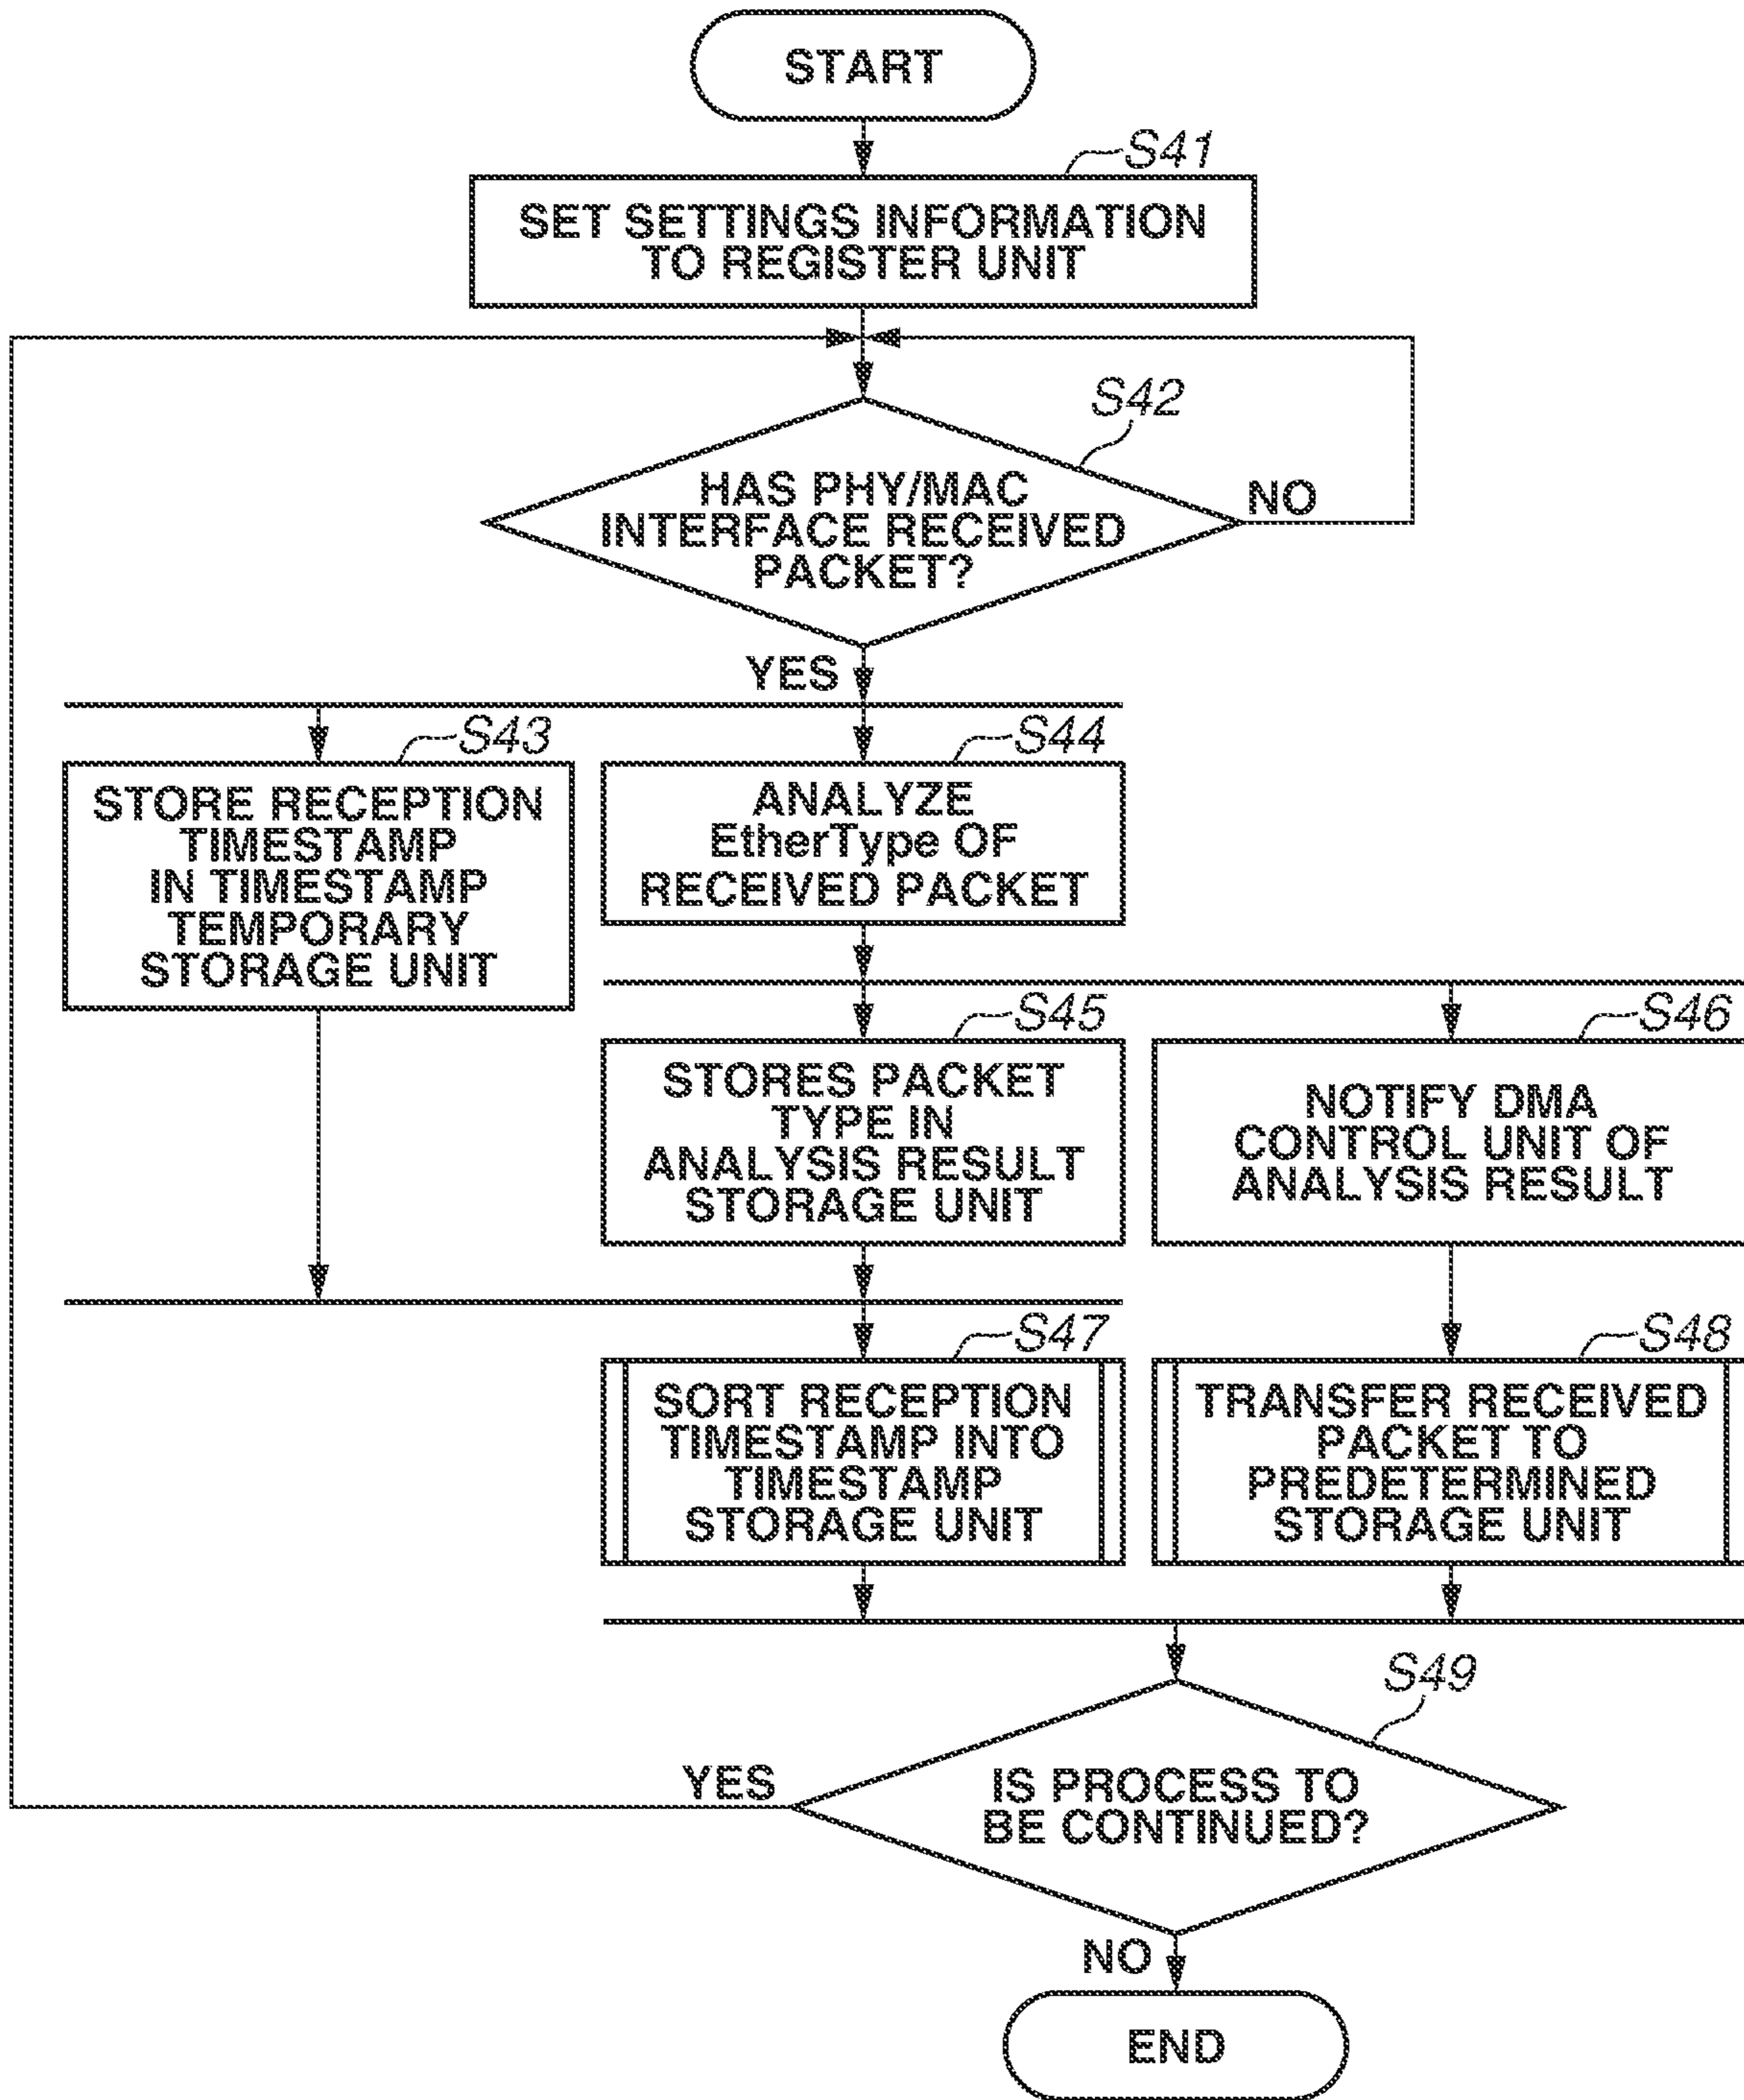 START
S41
SET SETTINGS INFORMATION
TO REGISTER UNIT
S42
HAS PHY/MAC
INTERFACE RECEIVED
PACKET?
NO
YES
S43
STORE RECEPTION
TIMESTAMP
IN TIMESTAMP
TEMPORARY
STORAGE UNIT
S44
ANALYZE
EtherType OF
RECEIVED PACKET
S45
STORES PACKET
TYPE IN
ANALYSIS RESULT
STORAGE UNIT
S46
NOTIFY DMA
CONTROL UNIT OF
ANALYSIS RESULT
S47
SORT RECEPTION
TIMESTAMP INTO
TIMESTAMP
STORAGE UNIT
S48
TRANSFER RECEIVED
PACKET TO
PREDETERMINED
STORAGE UNIT
S49
IS PROCESS TO
BE CONTINUED?
YES
NO
END